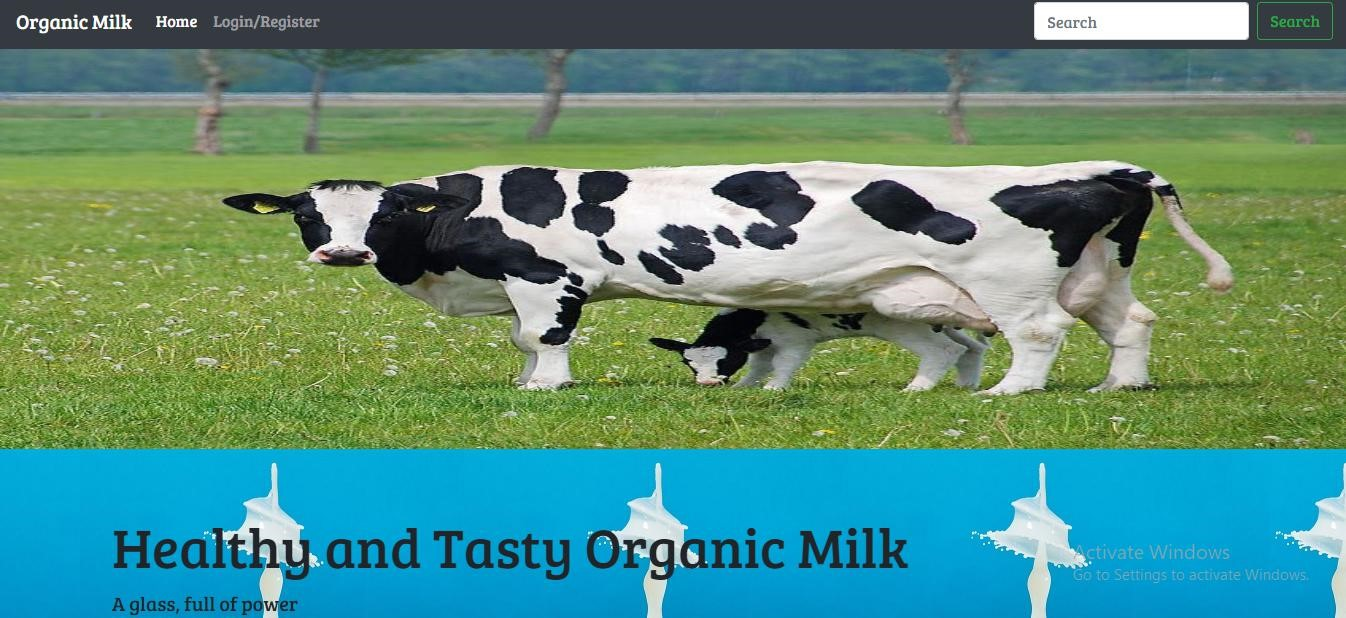 Organic Milk Home Login/Register Search Search
Healthy and Tasty Organic Milk
A glass, full of power
Activate Windows
Go to Settings to activate Windows.